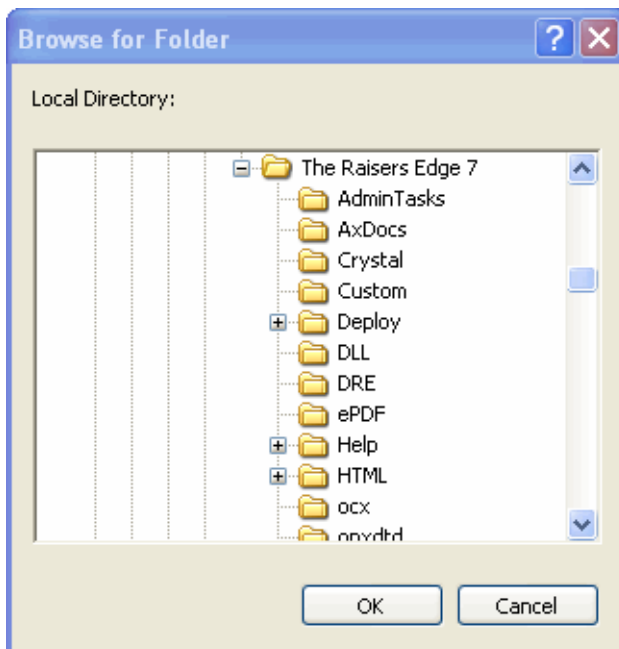 Browse for Folder
Local Directory:
The Raisers Edge 7
AdminTasks
AxDocs
Crystal
Custom
Deploy
DLL
DRE
ePDF
Help
HTML
ocx
OK
Cancel